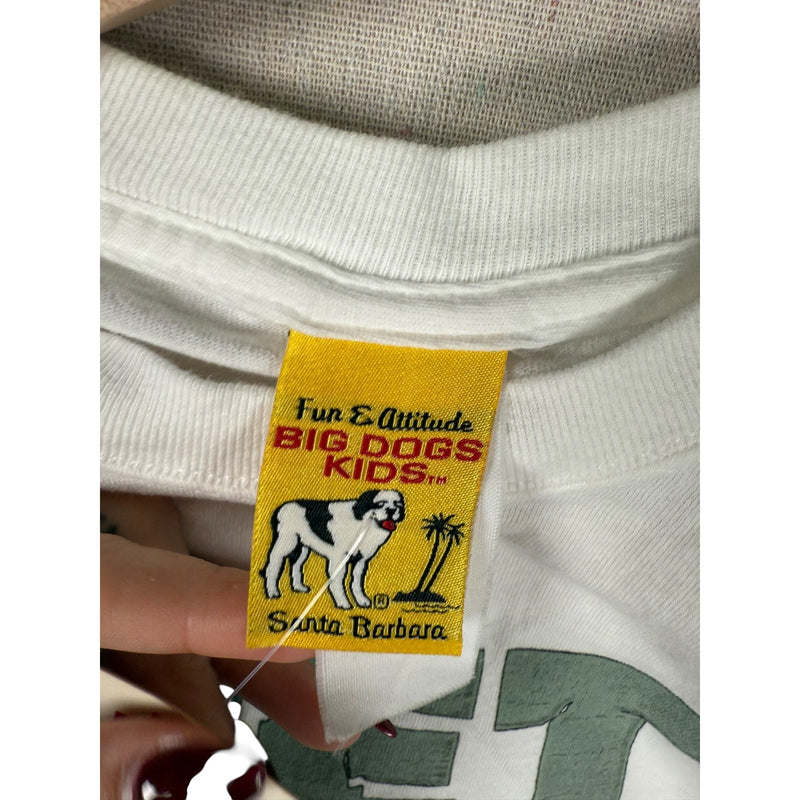 Fun & Attitude
BIG DOGS
KIDS™
®
Santa Barbara